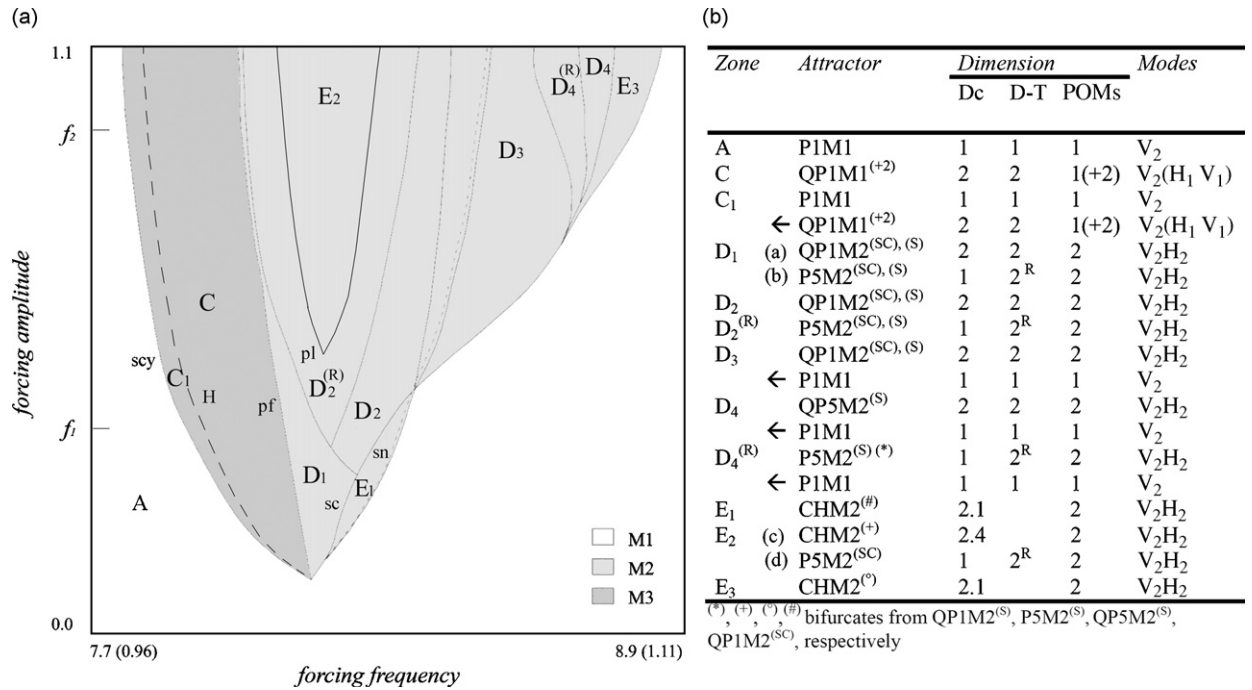 (a)
1.1
f₂
forcing amplitude
f₁
0.0
7.7 (0.96)
8.9 (1.11)
forcing frequency
E₂
D₄⁽ᴿ⁾
D₄
E₃
D₃
C
scy
C₁
H
pf
pl
D₂⁽ᴿ⁾
D₂
sn
D₁
E₁
sc
A
M1
M2
M3
(b)
Zone Attractor Dimension Modes
Dc D-T POMs
A P1M1 1 1 1 V₂
C QP1M1⁽⁺²⁾ 2 2 1(+2) V₂(H₁ V₁)
C₁ P1M1 1 1 1 V₂
← QP1M1⁽⁺²⁾ 2 2 1(+2) V₂(H₁ V₁)
D₁ (a) QP1M2^(SC), (S) 2 2 2 V₂H₂
(b) P5M2^(SC), (S) 1 2^R 2 V₂H₂
D₂ QP1M2^(SC), (S) 2 2 2 V₂H₂
D₂^(R) P5M2^(SC), (S) 1 2^R 2 V₂H₂
D₃ QP1M2^(SC), (S) 2 2 2 V₂H₂
← P1M1 1 1 1 V₂
D₄ QP5M2^(S) 2 2 2 V₂H₂
← P1M1 1 1 1 V₂
D₄^(R) P5M2^(S) (*) 1 2^R 2 V₂H₂
← P1M1 1 1 1 V₂
E₁ CHM2^(#) 2.1 2 V₂H₂
E₂ (c) CHM2^(+) 2.4 2 V₂H₂
(d) P5M2^(SC) 1 2^R 2 V₂H₂
E₃ CHM2^(°) 2.1 2 V₂H₂
(*), (+), (°), (#) bifurcates from QP1M2^(S), P5M2^(S), QP5M2^(S),
QP1M2^(SC), respectively